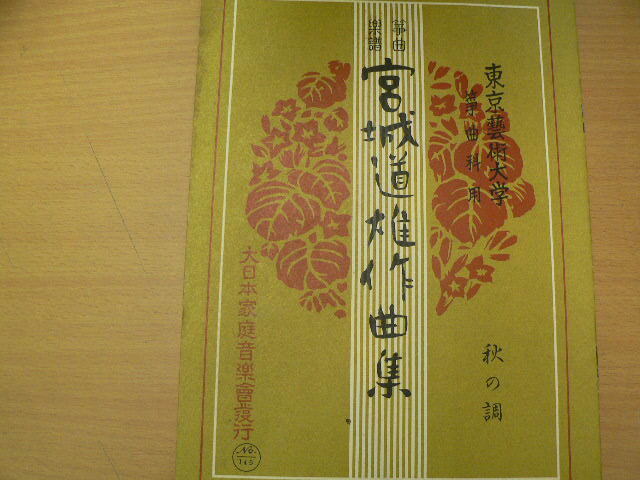 東京藝術大学
箏曲科用
箏曲
楽譜
宮城道雄作曲集
秋の調
大日本家庭音楽會發行
No.
145